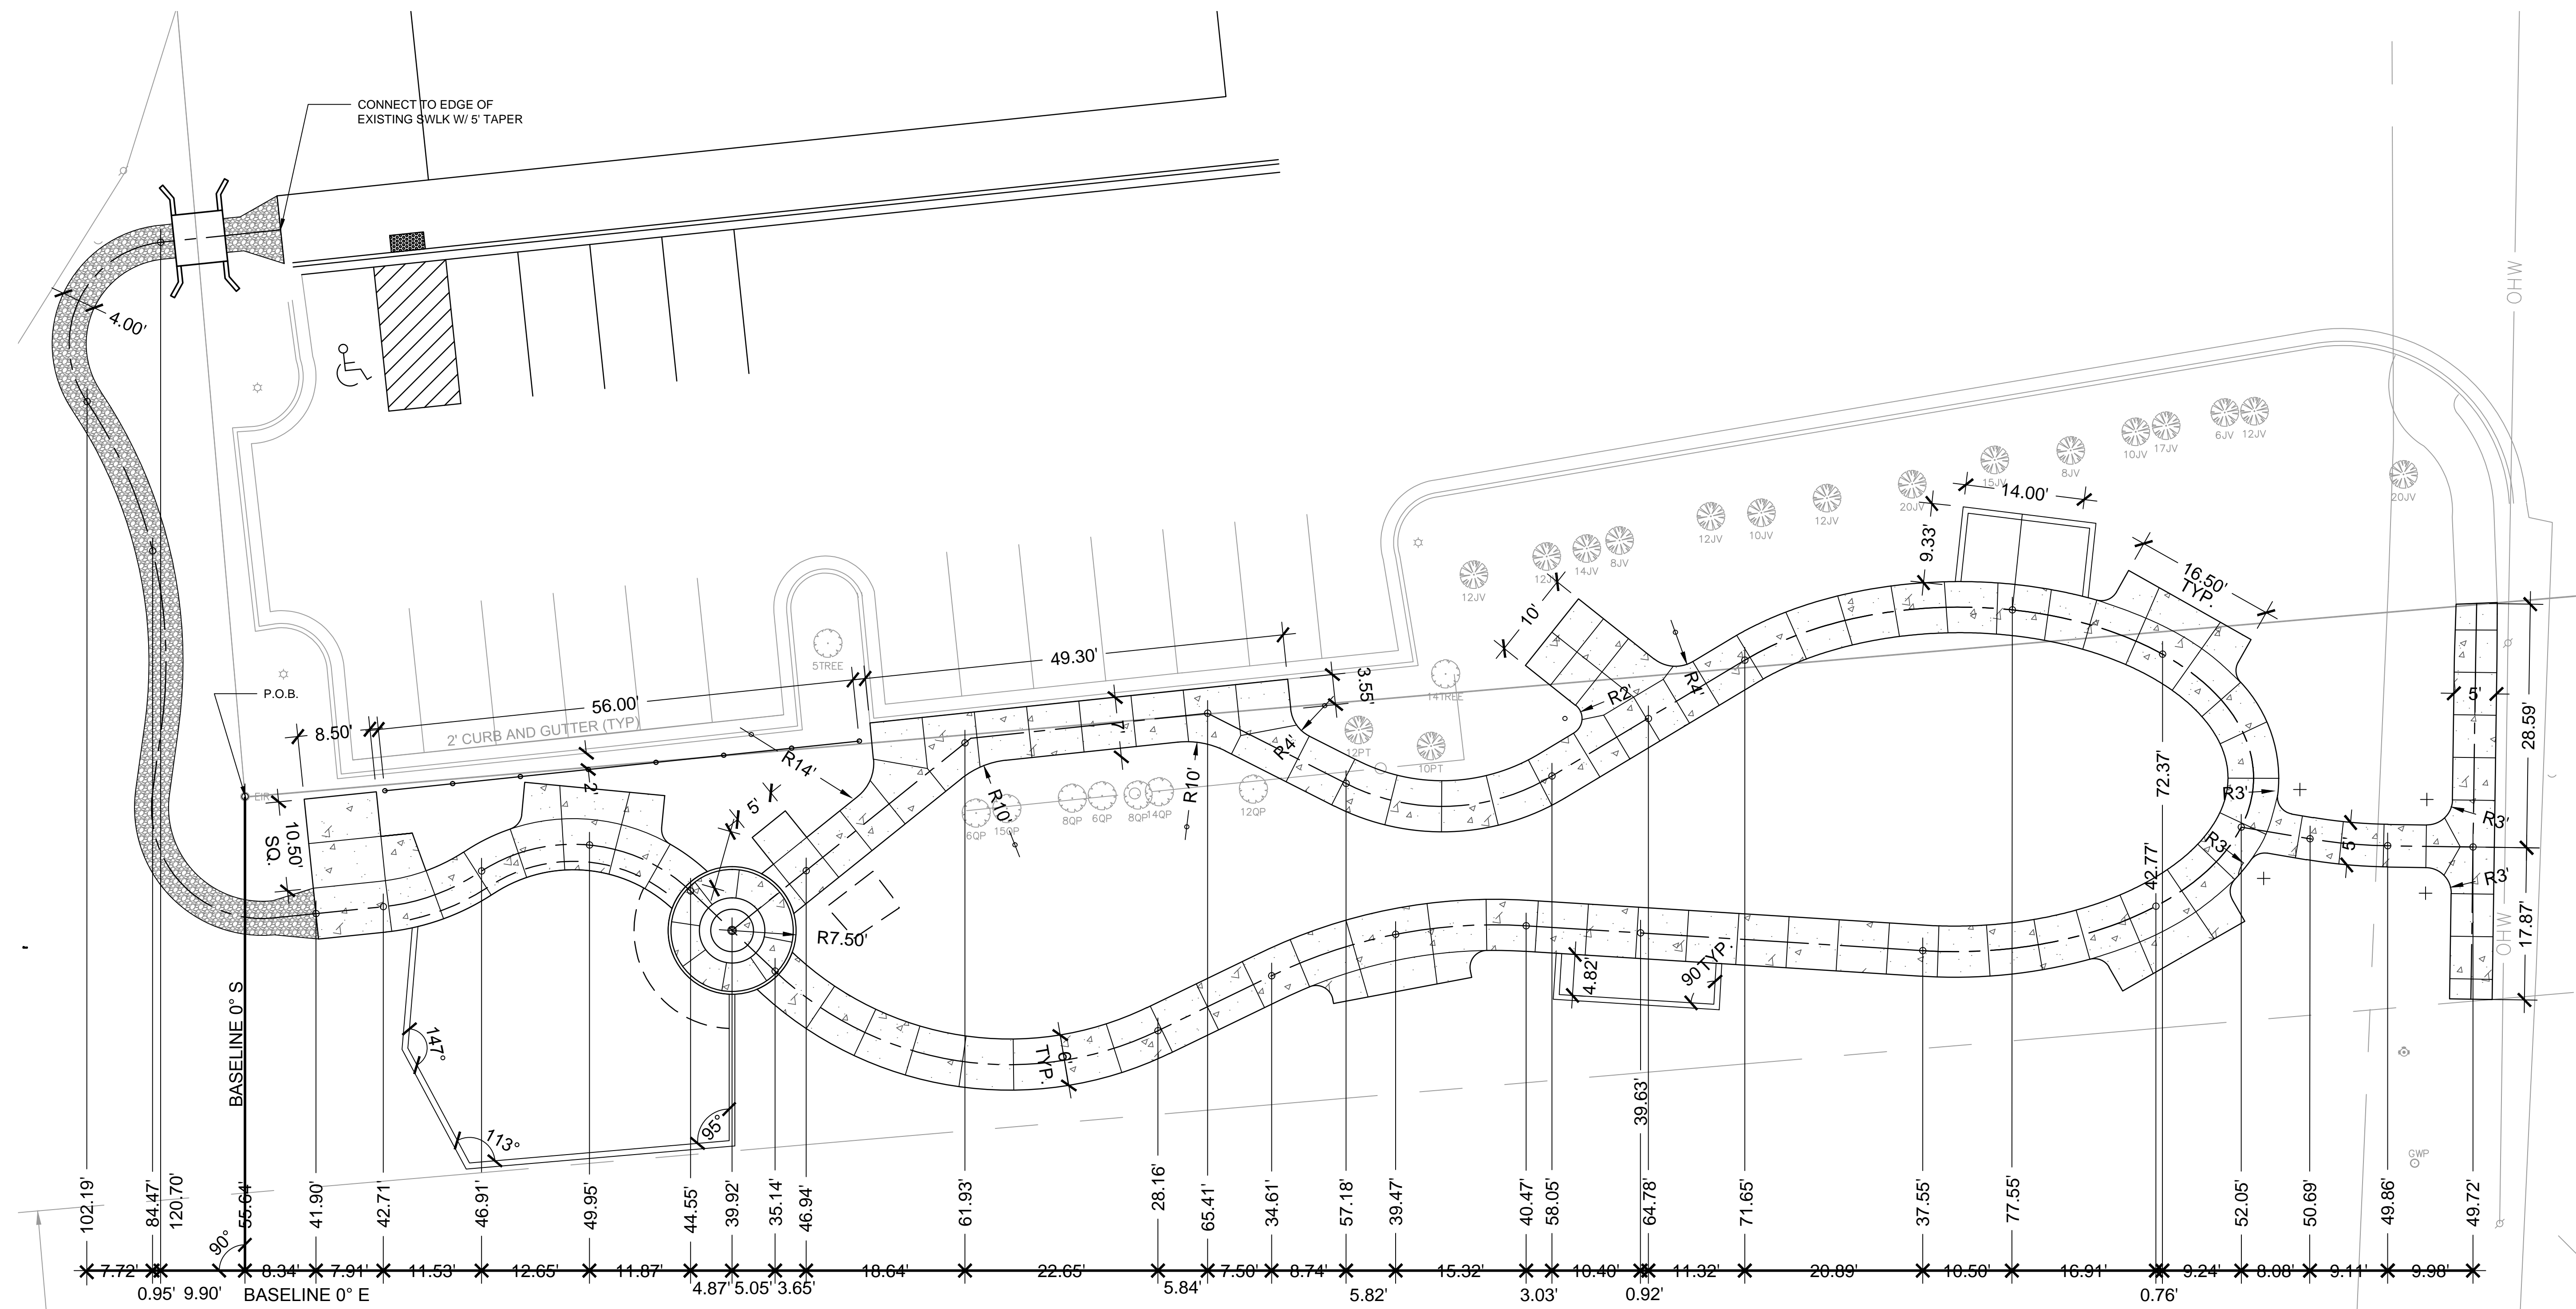 CONNECT TO EDGE OF
EXISTING SWLK W/ 5' TAPER
OHW
4.00'
10JV
17JV
6JV
12JV
15JV
8JV
20JV
20JV
14.00'
12JV
12JV
10JV
9.33'
14JV
8JV
12JV
12JV
10'
16.50'
TYP.
5TREE
49.30'
3.55'
14TREE
R2'
R4'
5'
28.59'
P.O.B.
8.50'
56.00'
2' CURB AND GUTTER (TYP)
7'
R4'
12PT
10PT
R14'
2'
EIR
5'
10.50'
SQ.
R10'
R10'
6QP
15QP
8QP
6QP
8QP
14QP
12QP
72.37'
R3'
R3'
R3'
5'
R3'
42.77'
R7.50'
4.82'
90 TYP.
17.87'
OHW
BASELINE 0° S
147°
113°
95°
6'
TYP.
39.63'
GWP
102.19'
84.47'
120.70'
55.64'
41.90'
42.71'
46.91'
49.95'
44.55'
39.92'
35.14'
46.94'
61.93'
28.16'
65.41'
34.61'
57.18'
39.47'
40.47'
58.05'
64.78'
71.65'
37.55'
77.55'
52.05'
50.69'
49.86'
49.72'
90°
7.72'
8.34'
7.91'
11.53'
12.65'
11.87'
18.64'
22.65'
7.50'
8.74'
15.32'
10.40'
11.32'
20.89'
10.50'
16.91'
9.24'
8.08'
9.11'
9.98'
0.95'
9.90'
BASELINE 0° E
4.87'
5.05'
3.65'
5.84'
5.82'
3.03'
0.92'
0.76'